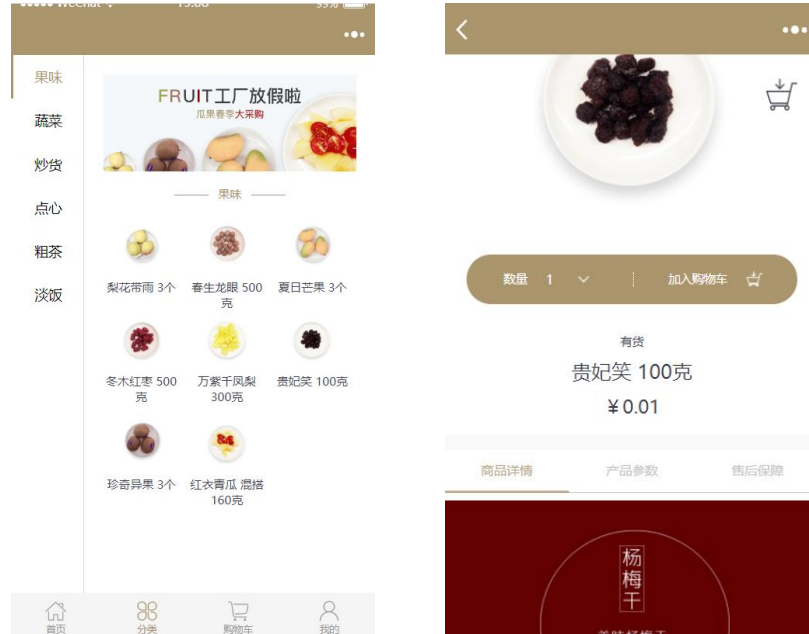 WeChat
15:08
99%
果味
蔬菜
炒货
点心
粗茶
淡饭
FRUIT工厂放假啦
瓜果春季大采购
果味
梨花带雨 3个
春生龙眼 500
克
夏日芒果 3个
冬木红枣 500
克
万紫千凤梨
300克
贵妃笑 100克
珍奇异果 3个
红衣青瓜 混搭
160克
首页
分类
购物车
我的
数量 1
加入购物车
有货
贵妃笑 100克
¥ 0.01
商品详情
产品参数
售后保障
杨
梅
干